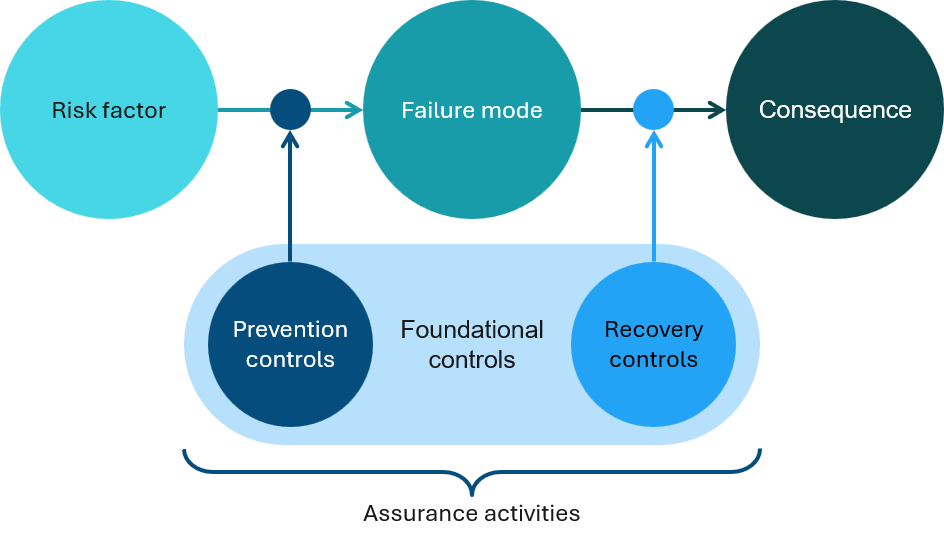 Risk factor
Failure mode
Consequence
Prevention
controls
Foundational
controls
Recovery
controls
Assurance activities